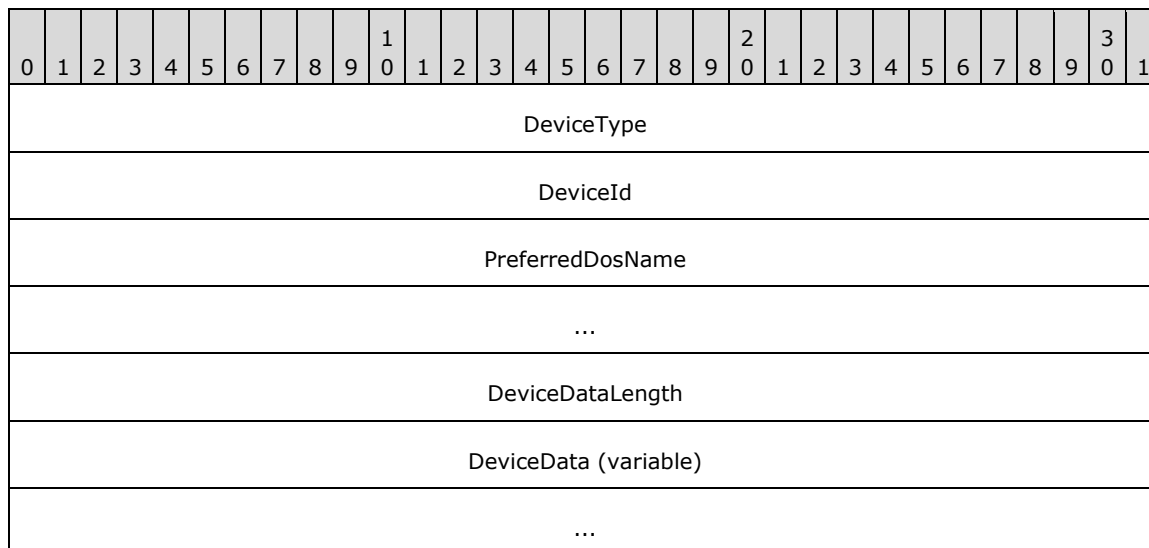 1 2 3
0 1 2 3 4 5 6 7 8 9 0 1 2 3 4 5 6 7 8 9 0 1 2 3 4 5 6 7 8 9 0 1
DeviceType
DeviceId
PreferredDosName
...
DeviceDataLength
DeviceData (variable)
...